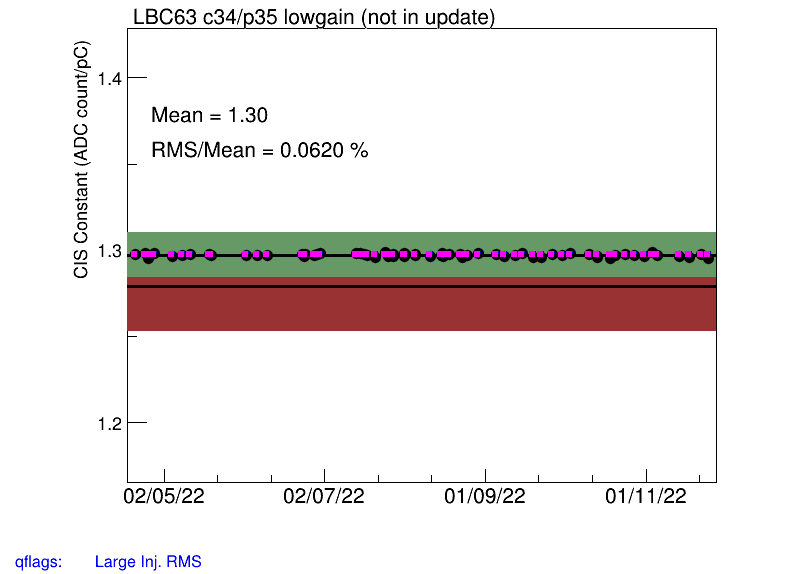 LBC63 c34/p35 lowgain (not in update)
CIS Constant (ADC count/pC)
1.4
Mean = 1.30
RMS/Mean = 0.0620 %
1.3
1.2
02/05/22 02/07/22 01/09/22 01/11/22
qflags: Large Inj. RMS